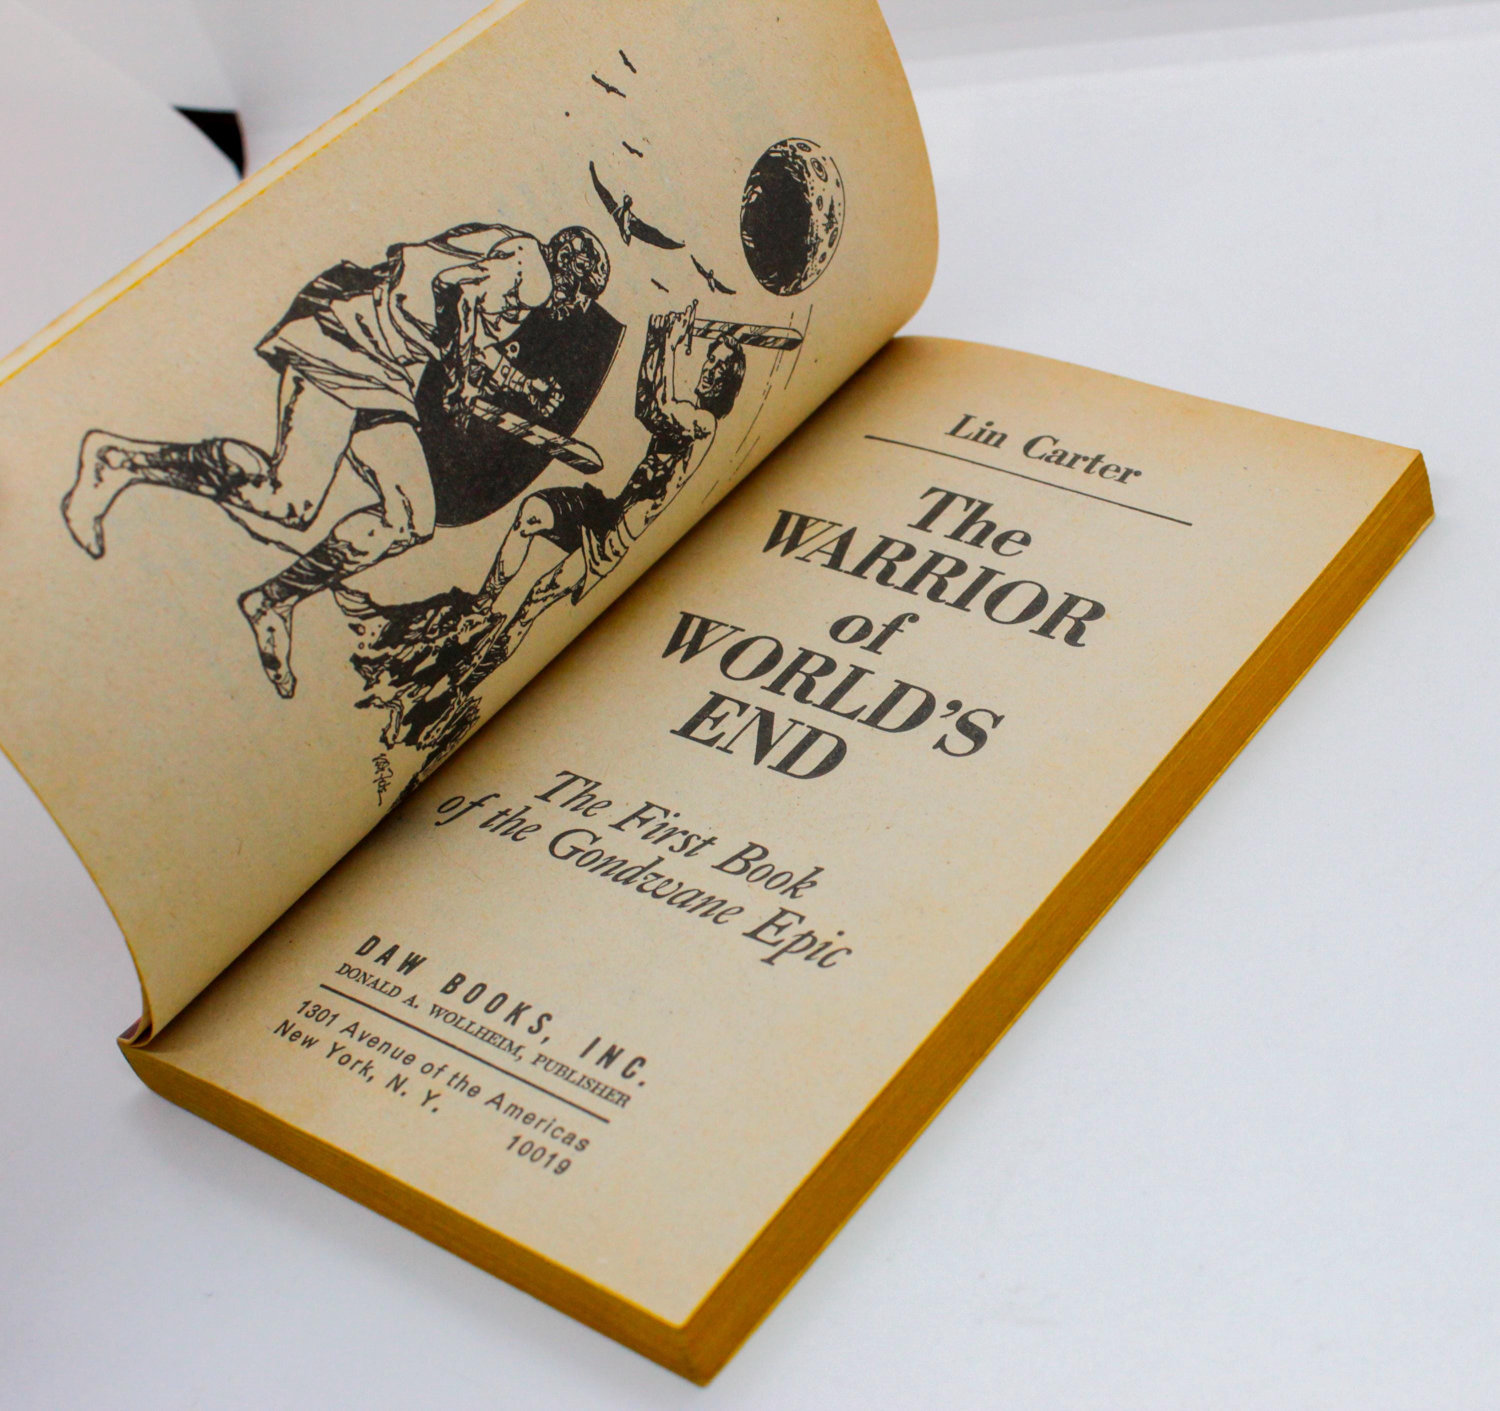 Lin Carter
The
WARRIOR
of
WORLD'S
END
The First Book
of the Gondwane Epic
DAW BOOKS, INC.
DONALD A. WOLLHEIM, PUBLISHER
1301 Avenue of the Americas
New York, N. Y.
10019